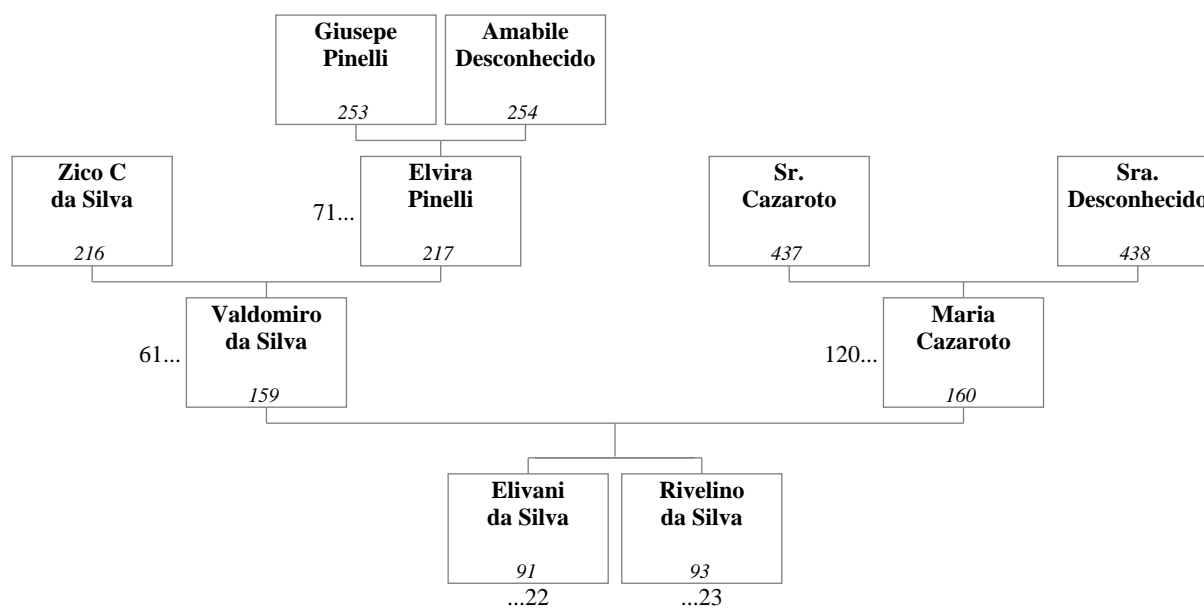 Giusepe
Pinelli
253
Amabile
Desconhecido
254
Zico C
da Silva
216
71...
Elvira
Pinelli
217
Sr.
Cazaroto
437
Sra.
Desconhecido
438
61...
Valdomiro
da Silva
159
120...
Maria
Cazaroto
160
Elivani
da Silva
91
...22
Rivelino
da Silva
93
...23